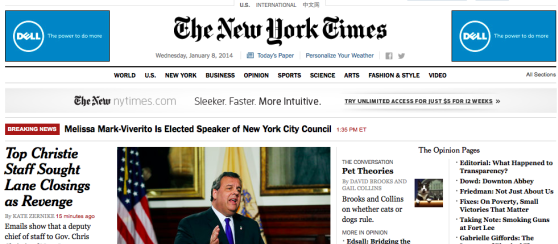 U.S. INTERNATIONAL 中文网
DELL The power to do more
The New York Times
DELL The power to do more
Wednesday, January 8, 2014 Today's Paper Personalize Your Weather
WORLD U.S. NEW YORK BUSINESS OPINION SPORTS SCIENCE ARTS FASHION & STYLE VIDEO All Sections
The New nytimes.com Sleeker. Faster. More Intuitive. TRY UNLIMITED ACCESS FOR JUST $5 FOR 12 WEEKS »
BREAKING NEWS Melissa Mark-Viverito Is Elected Speaker of New York City Council 1:35 PM ET
Top Christie
Staff Sought
Lane Closings
as Revenge
By KATE ZERNIKE 15 minutes ago
Emails show that a
deputy chief of staff to Gov. Chris
THE CONVERSATION
Pet Theories
By DAVID BROOKS AND
GAIL COLLINS
Brooks and Collins
on whether cats or
dogs rule.
MORE IN OPINION
Edsall: Bridging the
The Opinion Pages
• Editorial: What Happened to
Transparency?
• Dowd: Downton Abbey
• Friedman: Not Just About Us
• Fixes: On Poverty, Small
Victories That Matter
• Taking Note: Smoking Guns
at Fort Lee
• Giffords: The